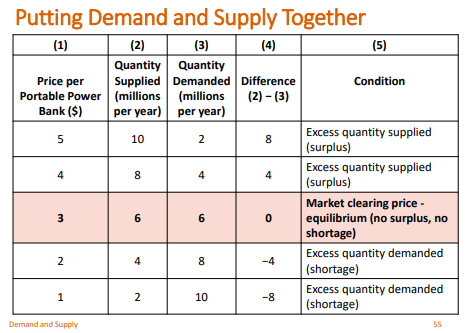 Putting Demand and Supply Together
(1) (2) (3) (4) (5)
Price per Portable Power Bank ($) Quantity Supplied (millions per year) Quantity Demanded (millions per year) Difference (2) − (3) Condition
5 10 2 8 Excess quantity supplied (surplus)
4 8 4 4 Excess quantity supplied (surplus)
3 6 6 0 Market clearing price - equilibrium (no surplus, no shortage)
2 4 8 −4 Excess quantity demanded (shortage)
1 2 10 −8 Excess quantity demanded (shortage)
Demand and Supply 55